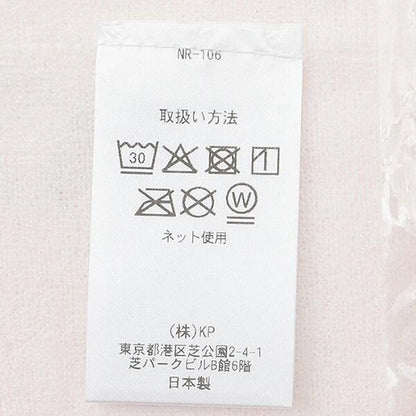 NR-106
取扱い方法
30
W
ネット使用
(株)KP
東京都港区芝公園2-4-1
芝パークビルB館6階
日本製